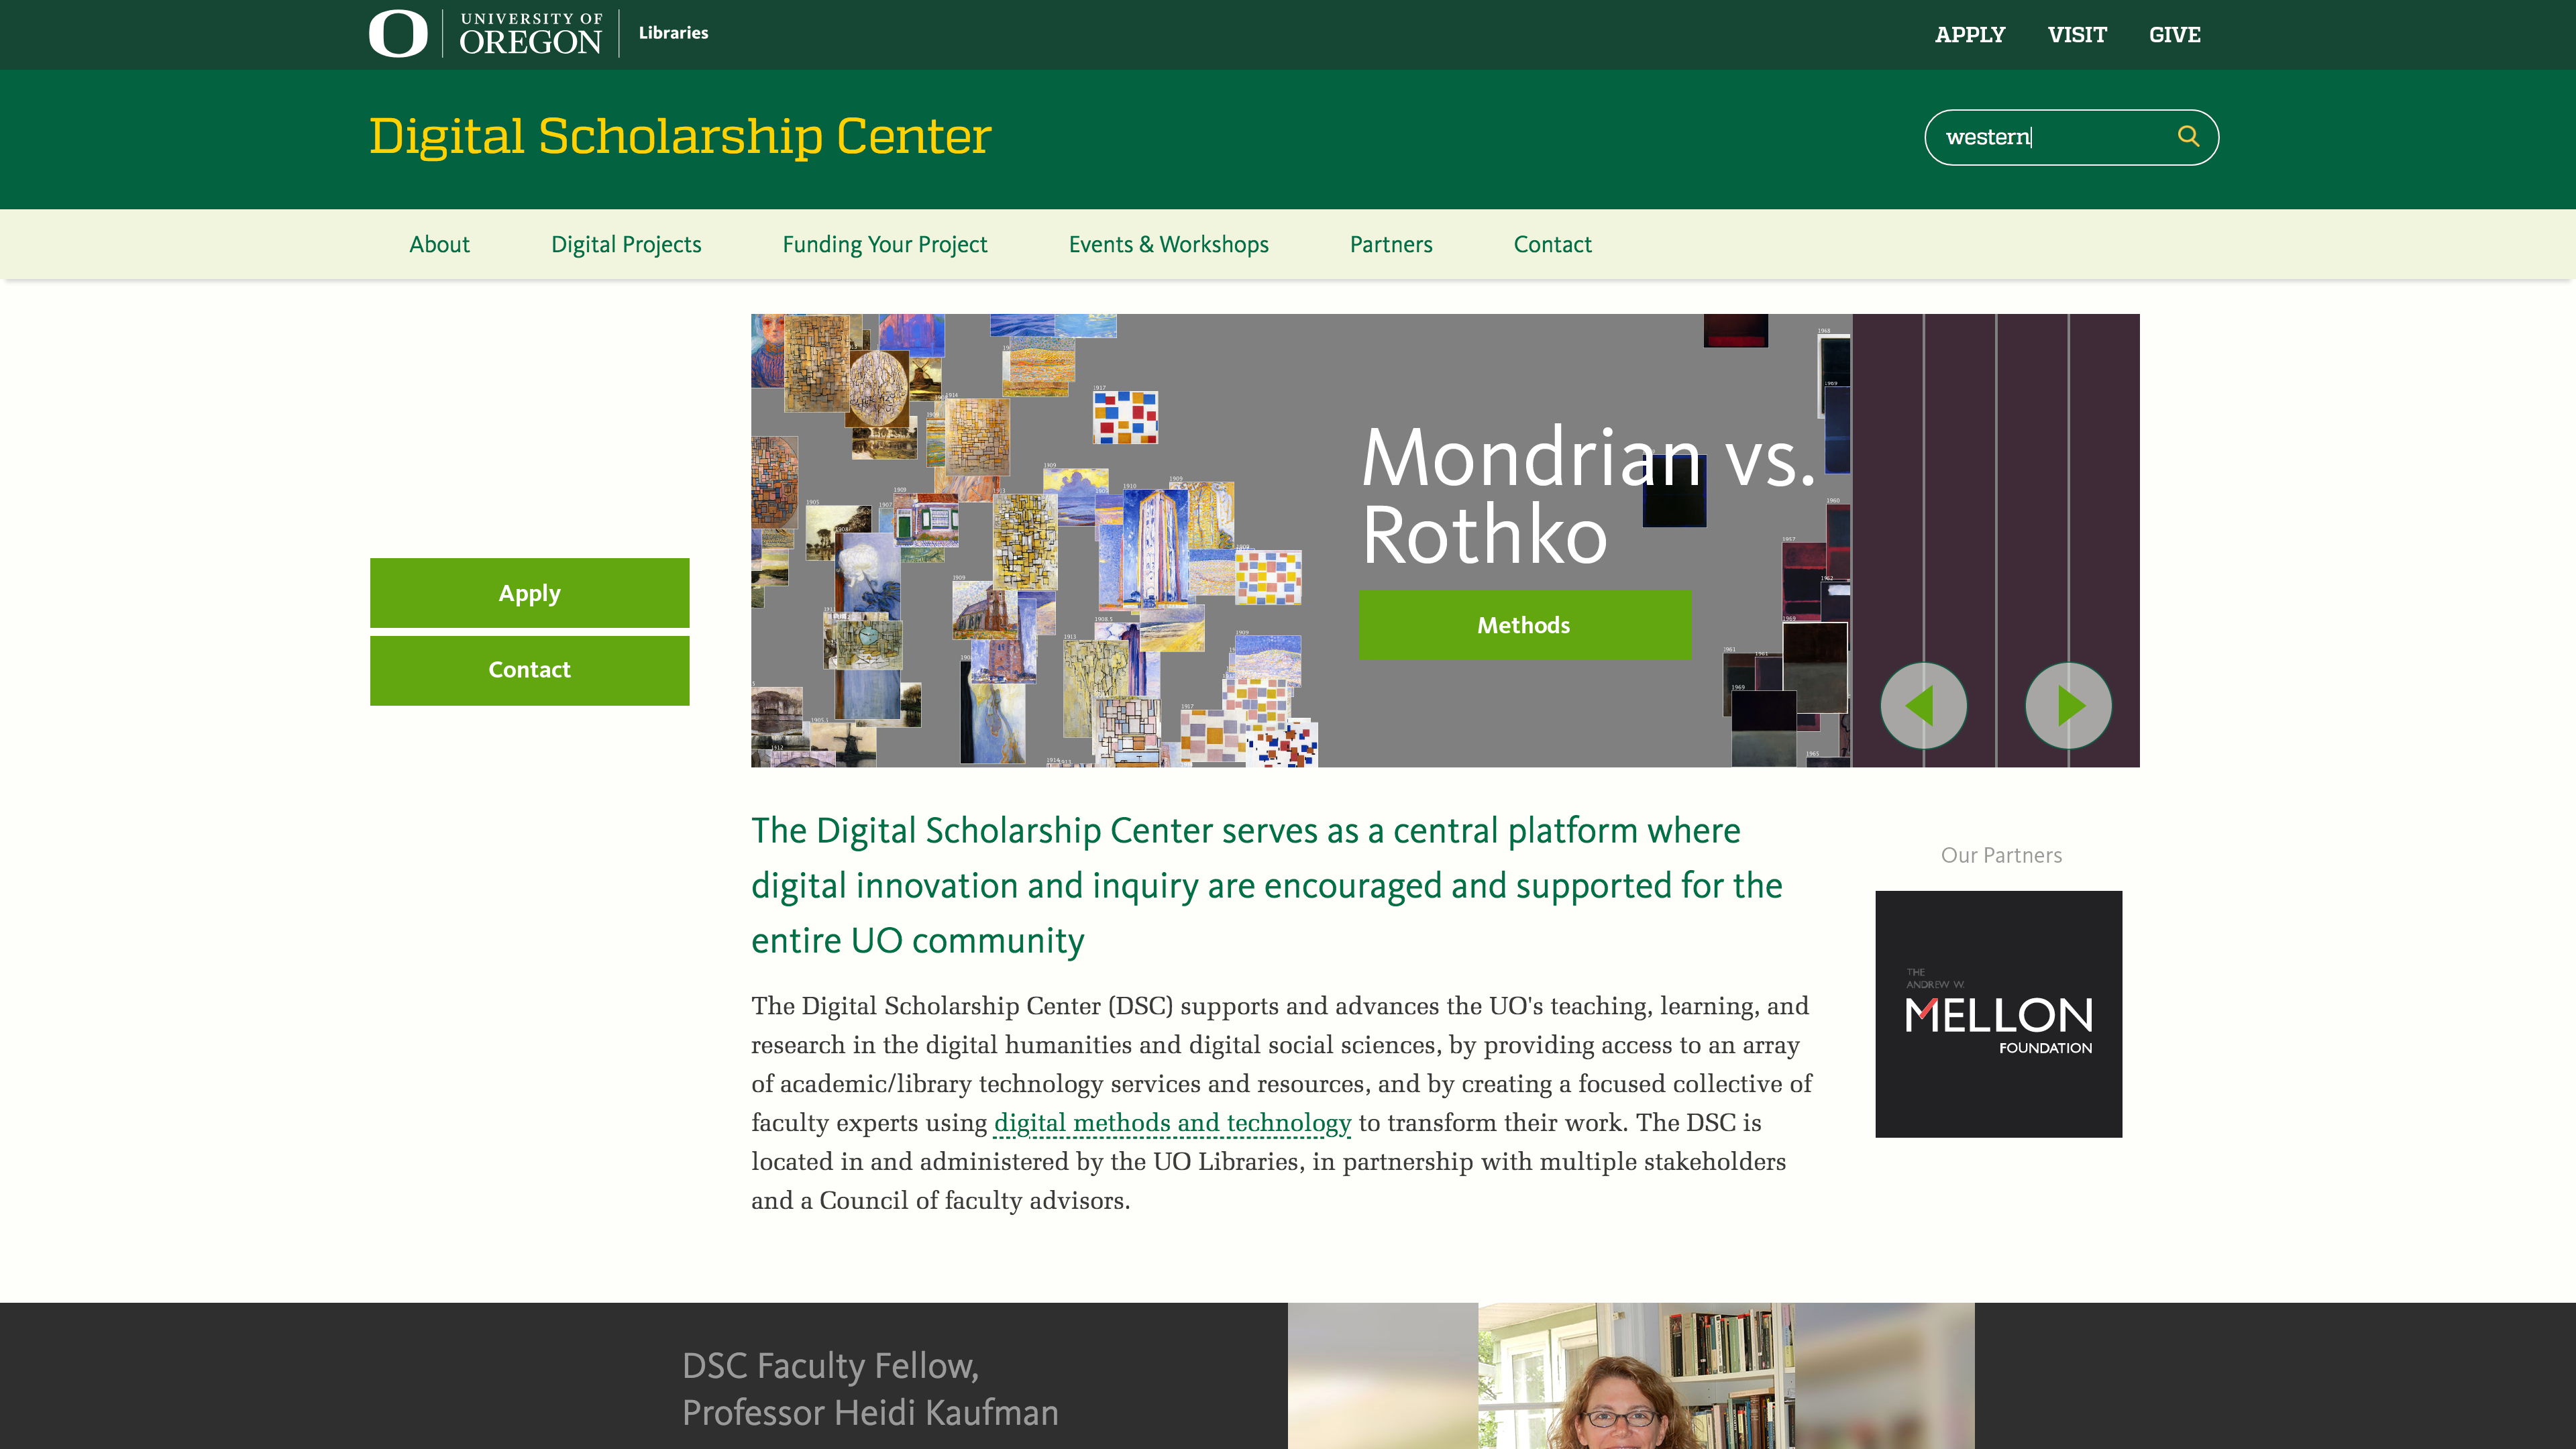 UNIVERSITY OF
OREGON
Libraries
APPLY VISIT GIVE
Digital Scholarship Center
western
About Digital Projects Funding Your Project Events & Workshops Partners Contact
Apply
Contact
Mondrian vs.
Rothko
Methods
The Digital Scholarship Center serves as a central platform where
digital innovation and inquiry are encouraged and supported for the
entire UO community
The Digital Scholarship Center (DSC) supports and advances the UO's teaching, learning, and
research in the digital humanities and digital social sciences, by providing access to an array
of academic/library technology services and resources, and by creating a focused collective of
faculty experts using digital methods and technology to transform their work. The DSC is
located in and administered by the UO Libraries, in partnership with multiple stakeholders
and a Council of faculty advisors.
Our Partners
THE
ANDREW W.
MELLON
FOUNDATION
DSC Faculty Fellow,
Professor Heidi Kaufman